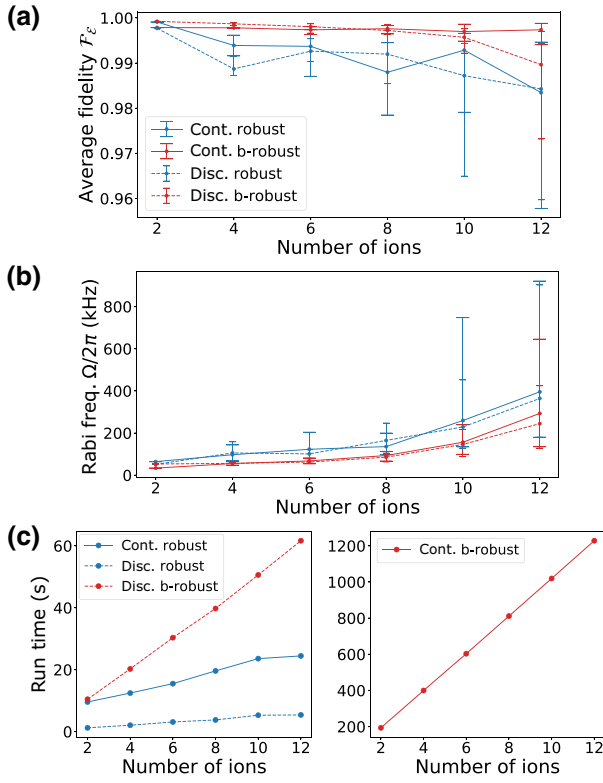 (a)
Average fidelity ℱ_ℰ
1.00
0.99
0.98
0.97
0.96
Cont. robust
Cont. b-robust
Disc. robust
Disc. b-robust
2 4 6 8 10 12
Number of ions
(b)
Rabi freq. Ω/2π (kHz)
800
600
400
200
0
2 4 6 8 10 12
Number of ions
(c)
Run time (s)
60
40
20
0
Cont. robust
Disc. robust
Disc. b-robust
2 4 6 8 10 12
Number of ions
1200
1000
800
600
400
200
Cont. b-robust
2 4 6 8 10 12
Number of ions